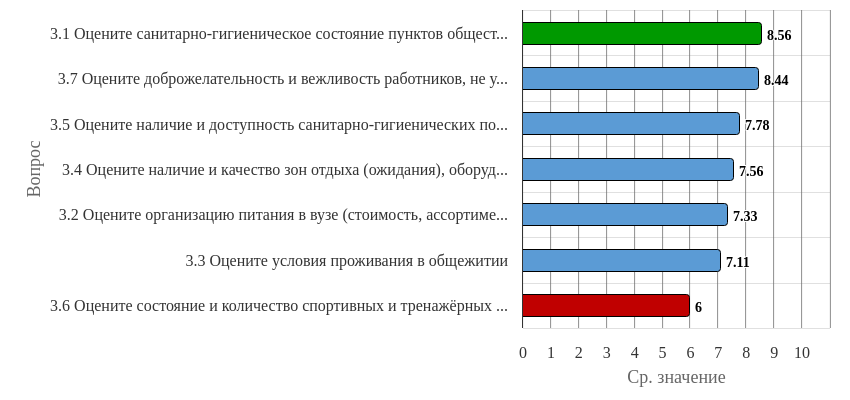 3.1 Оцените санитарно-гигиеническое состояние пунктов общест... 8.56
3.7 Оцените доброжелательность и вежливость работников, не у... 8.44
3.5 Оцените наличие и доступность санитарно-гигиенических по... 7.78
3.4 Оцените наличие и качество зон отдыха (ожидания), оборуд... 7.56
3.2 Оцените организацию питания в вузе (стоимость, ассортиме... 7.33
3.3 Оцените условия проживания в общежитии 7.11
3.6 Оцените состояние и количество спортивных и тренажёрных ... 6
Вопрос
0 1 2 3 4 5 6 7 8 9 10
Ср. значение